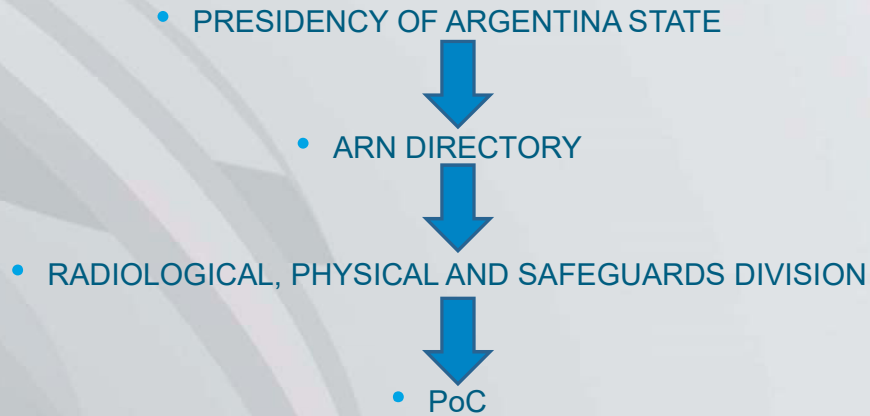 • PRESIDENCY OF ARGENTINA STATE
• ARN DIRECTORY
• RADIOLOGICAL, PHYSICAL AND SAFEGUARDS DIVISION
• PoC